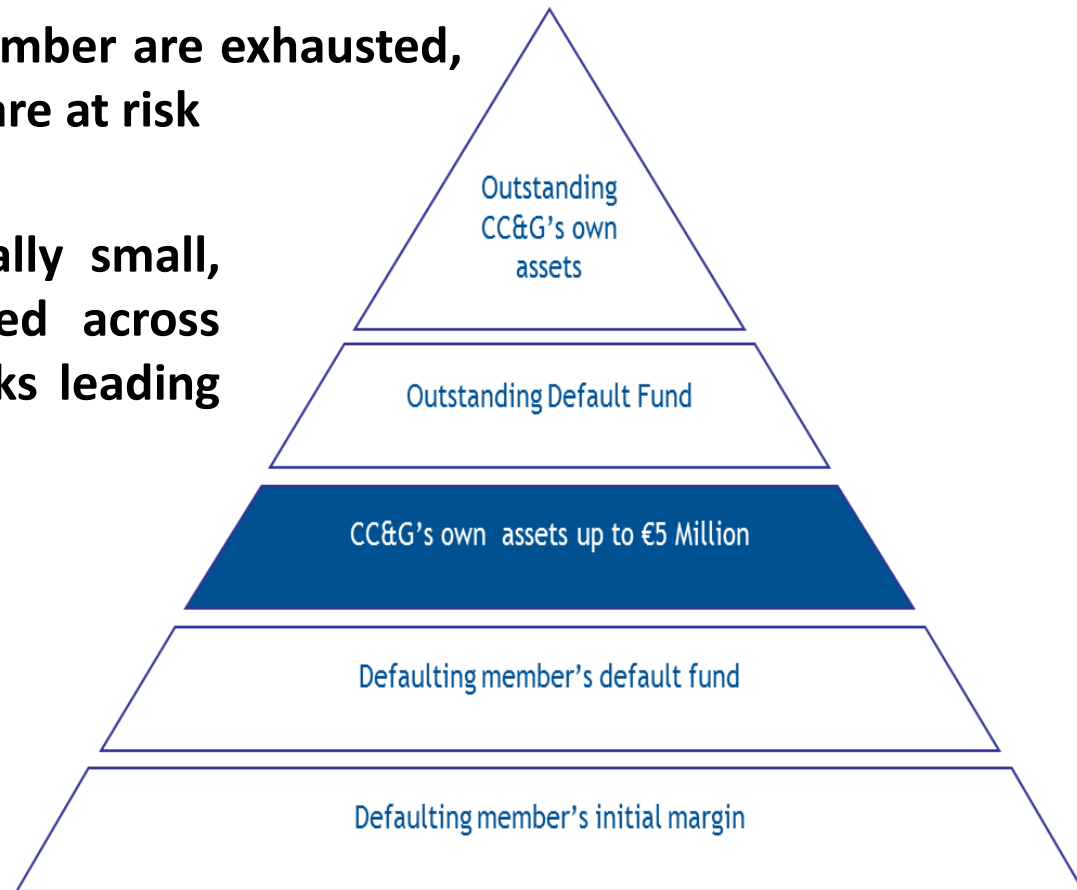 mber are exhausted,
are at risk
ally small,
ed across
ks leading
Outstanding
CC&G's own
assets
Outstanding Default Fund
CC&G's own assets up to €5 Million
Defaulting member's default fund
Defaulting member's initial margin